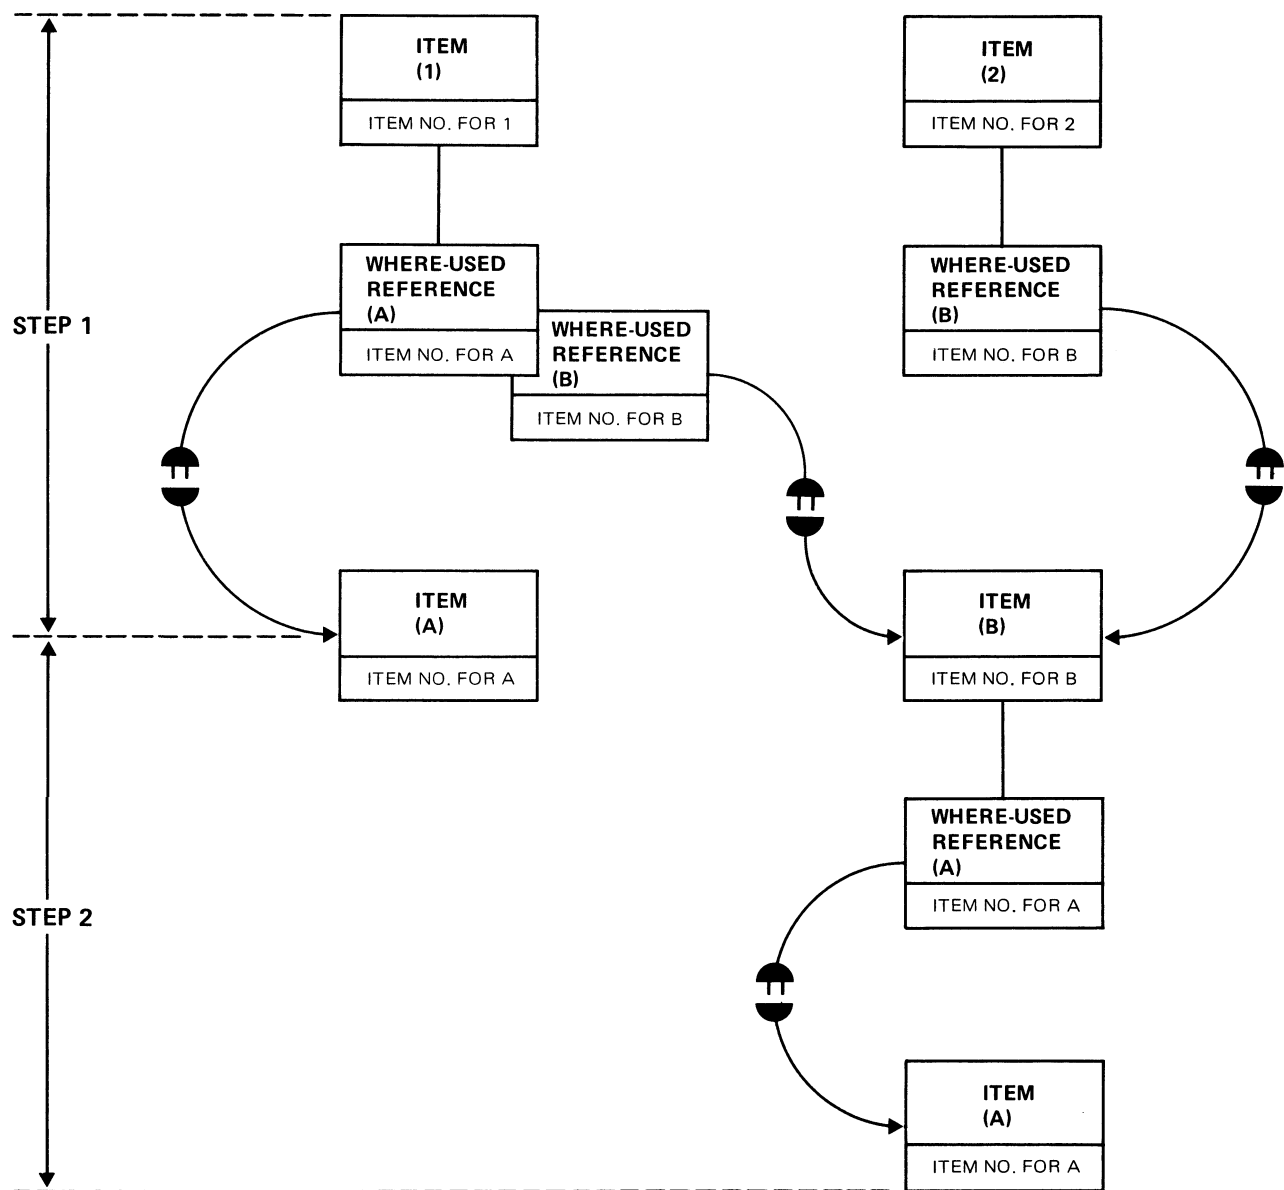 ITEM
(1)
ITEM NO. FOR 1
ITEM
(2)
ITEM NO. FOR 2
STEP 1
WHERE-USED
REFERENCE
(A)
ITEM NO. FOR A
WHERE-USED
REFERENCE
(B)
ITEM NO. FOR B
WHERE-USED
REFERENCE
(B)
ITEM NO. FOR B
ITEM
(A)
ITEM NO. FOR A
ITEM
(B)
ITEM NO. FOR B
STEP 2
WHERE-USED
REFERENCE
(A)
ITEM NO. FOR A
ITEM
(A)
ITEM NO. FOR A